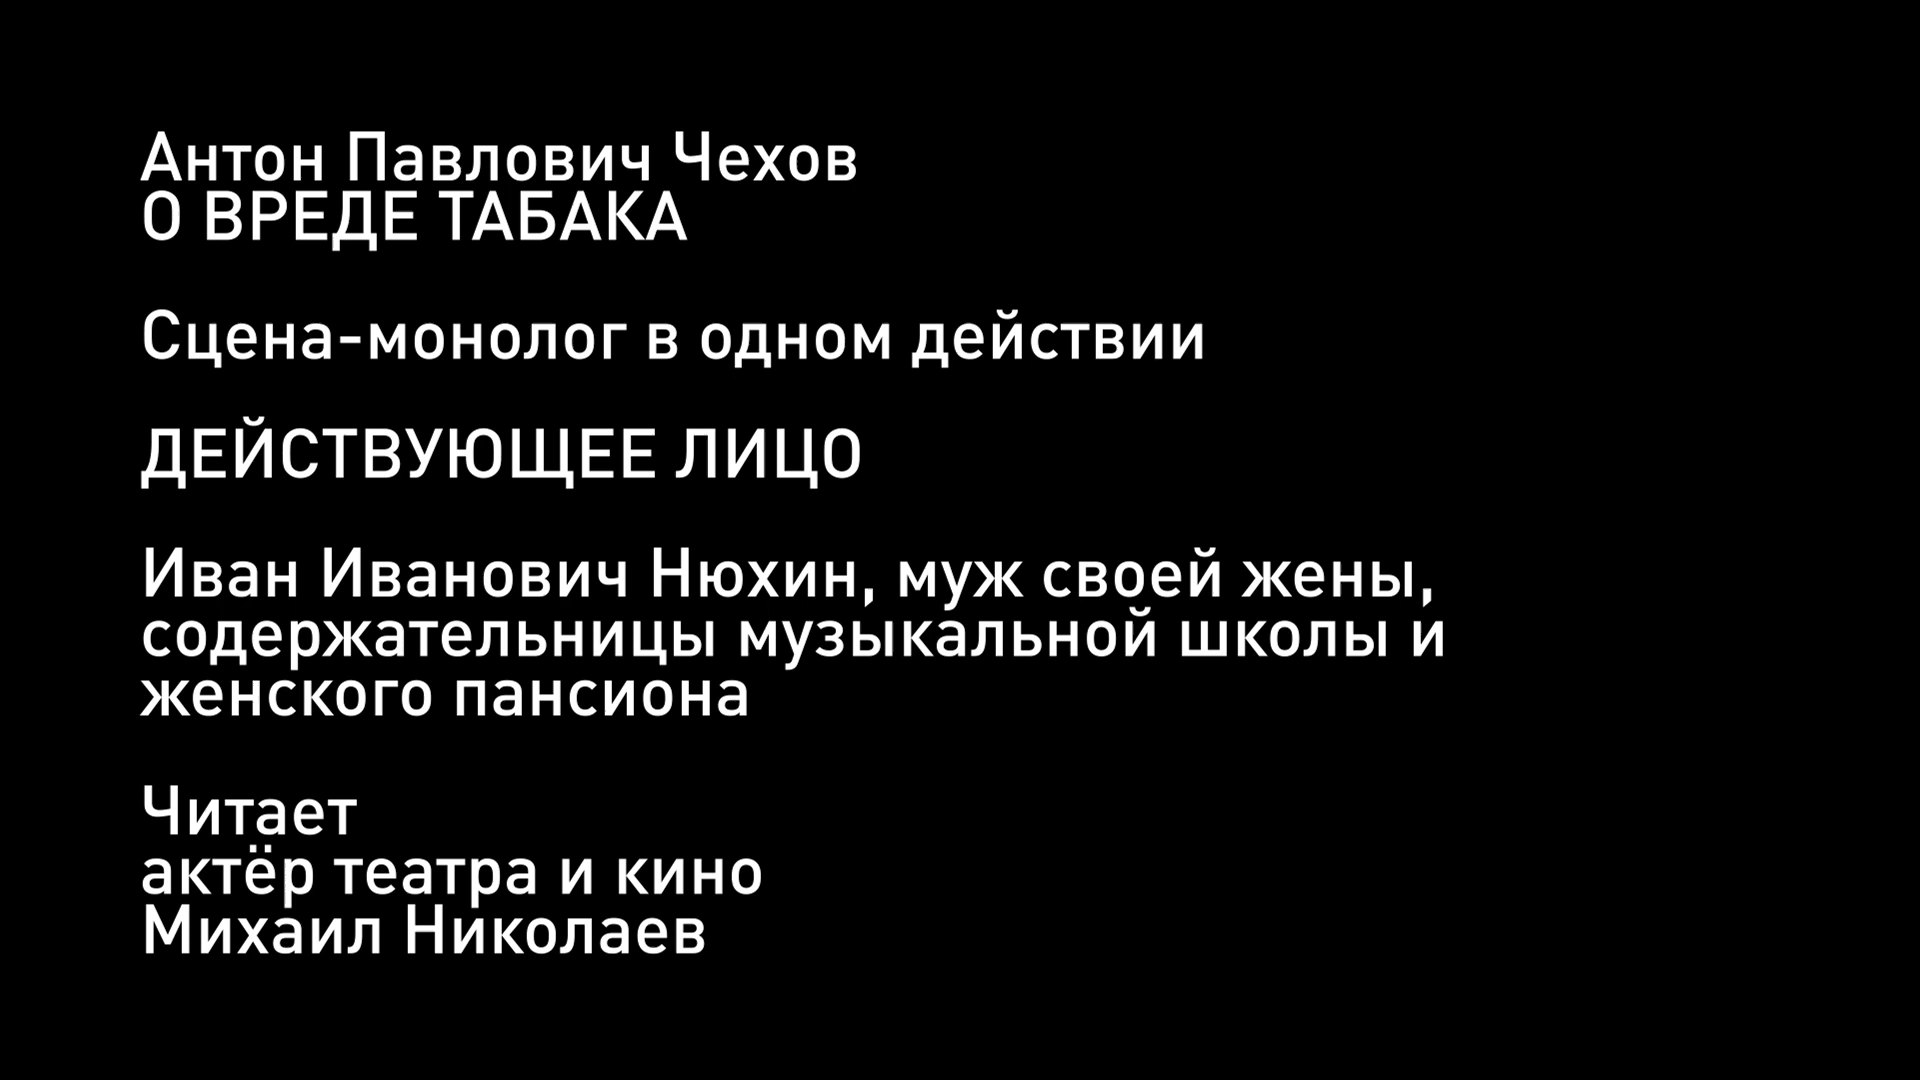 Антон Павлович Чехов
О ВРЕДЕ ТАБАКА
Сцена-монолог в одном действии
ДЕЙСТВУЮЩЕЕ ЛИЦО
Иван Иванович Нюхин, муж своей жены,
содержательницы музыкальной школы и
женского пансиона
Читает
актёр театра и кино
Михаил Николаев